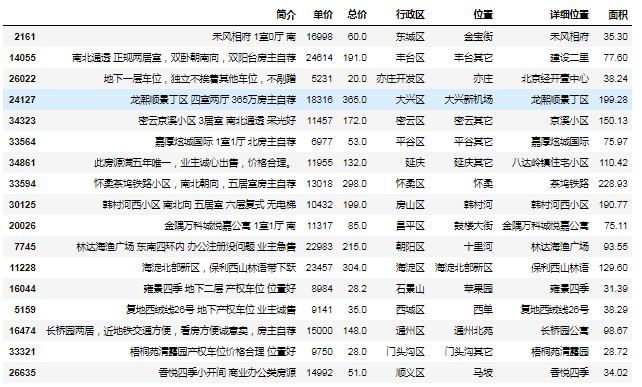 简介 单价 总价 行政区 位置 详细位置 面积
2161 禾风相府 1室0厅 南 16998 60.0 东城区 金宝街 禾风相府 35.30
14055 南北通透 正规两居室，双卧朝南向，双阳台房主自荐 24614 191.0 丰台区 丰台其它 建设二里 77.60
26022 地下一层车位，独立不挨着其他车位，不剐蹭 5231 20.0 亦庄开发区 亦庄 北京经开壹中心 38.24
24127 龙熙顺景丁区 四室两厅 365万房主自荐 18316 365.0 大兴区 大兴新机场 龙熙顺景丁区 199.28
34323 密云京溪小区 3居室 南北通透 采光好 11457 172.0 密云区 密云其它 京溪小区 150.13
33564 嘉厚炫城国际 1室1厅 北房主自荐 6977 53.0 平谷区 平谷其它 嘉厚炫城国际 75.97
34861 此房源满五年唯一，业主诚心出售，价格合理。 11955 132.0 延庆 延庆其它 八达岭镇住宅小区 110.42
33594 怀柔茶坞铁路小区，南北朝向，五居室房主自荐 13018 298.0 怀柔区 怀柔 茶坞铁路 228.93
30125 韩村河西小区 南北向 五居室 六层复式 无电梯 10432 199.0 房山区 韩村河 韩村河西小区 190.77
20026 金隅万科城悦嘉公寓 1室1厅 南 11317 85.0 昌平区 鼓楼大街 金隅万科城悦嘉公寓 75.11
7745 林达海渔广场 东南四环内 办公注册没问题 业主急售 22983 215.0 朝阳区 十里河 林达海渔广场 93.55
11228 海淀北部新区，保利西山林语带下跃 23457 304.0 海淀区 海淀北部新区 保利西山林语 129.60
16044 雍景四季 地下二层 产权车位 位置好 8984 28.2 石景山 苹果园 雍景四季 31.39
5159 复地西绒线26号 地下产权车位 业主诚售 9141 35.0 西城区 西单 复地西绒线26号 38.29
16474 长桥园两居，近地铁交通方便，看房方便诚意卖，房主自荐 15000 148.0 通州区 通州北苑 长桥园公寓 98.67
33321 梧桐苑清露园产权车位价格合理 位置好 9750 28.0 门头沟区 门头沟其它 梧桐苑清露园 28.72
26635 香悦四季小开间 商业办公类房源 14992 51.0 顺义区 马坡 香悦四季 34.02